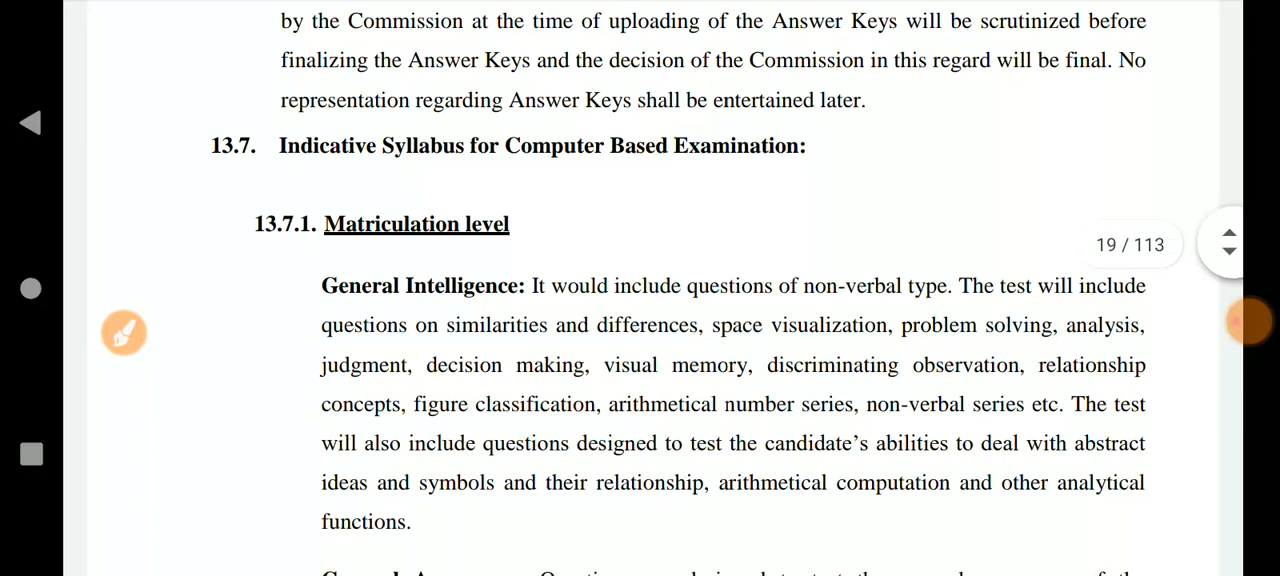 by the Commission at the time of uploading of the Answer Keys will be scrutinized before
finalizing the Answer Keys and the decision of the Commission in this regard will be final. No
representation regarding Answer Keys shall be entertained later.
13.7. Indicative Syllabus for Computer Based Examination:
13.7.1. Matriculation level
19 / 113
General Intelligence: It would include questions of non-verbal type. The test will include
questions on similarities and differences, space visualization, problem solving, analysis,
judgment, decision making, visual memory, discriminating observation, relationship
concepts, figure classification, arithmetical number series, non-verbal series etc. The test
will also include questions designed to test the candidate’s abilities to deal with abstract
ideas and symbols and their relationship, arithmetical computation and other analytical
functions.